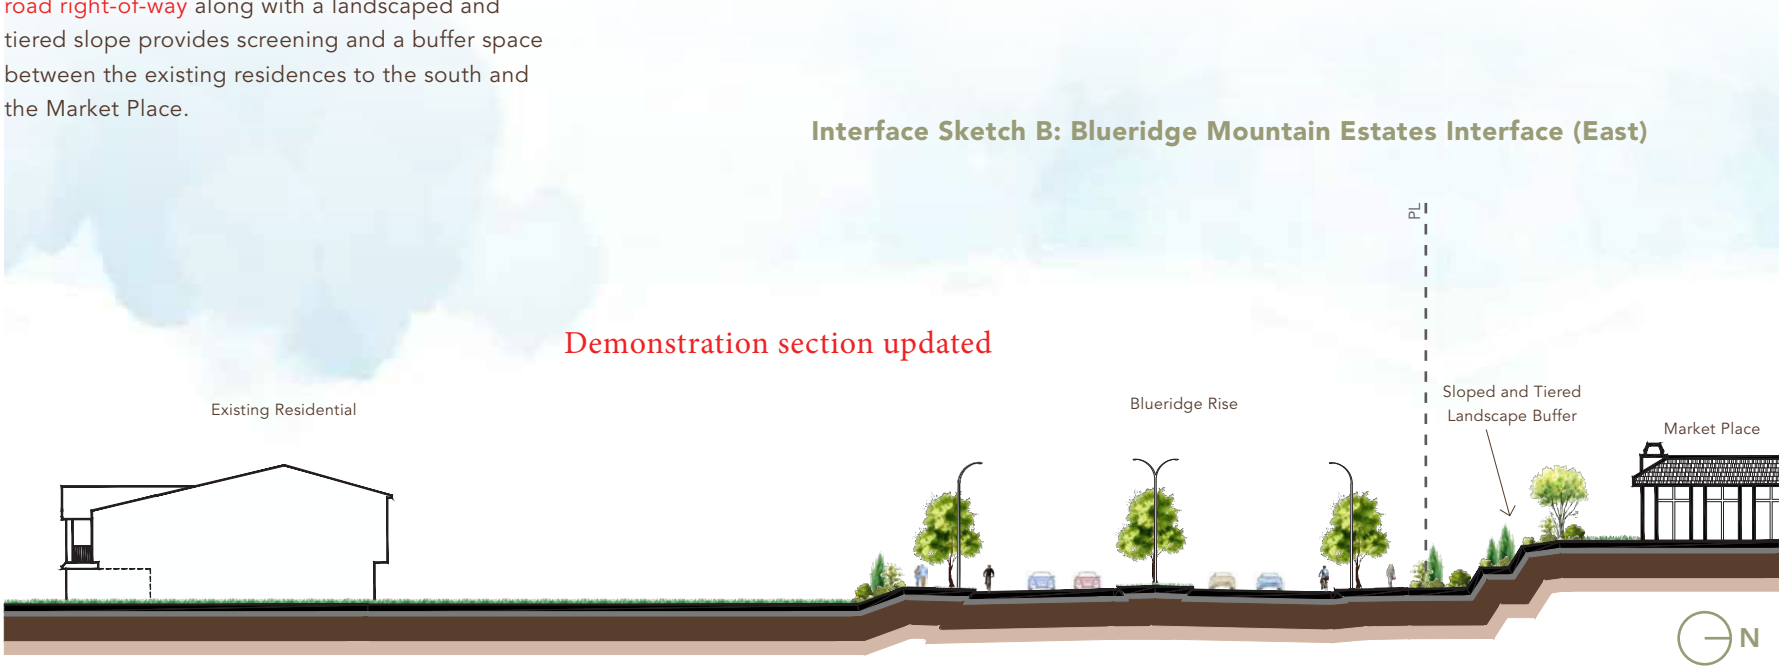 road right-of-way along with a landscaped and
tiered slope provides screening and a buffer space
between the existing residences to the south and
the Market Place.
Interface Sketch B: Blueridge Mountain Estates Interface (East)
PL
Demonstration section updated
Existing Residential
Blueridge Rise
Sloped and Tiered
Landscape Buffer
Market Place
N